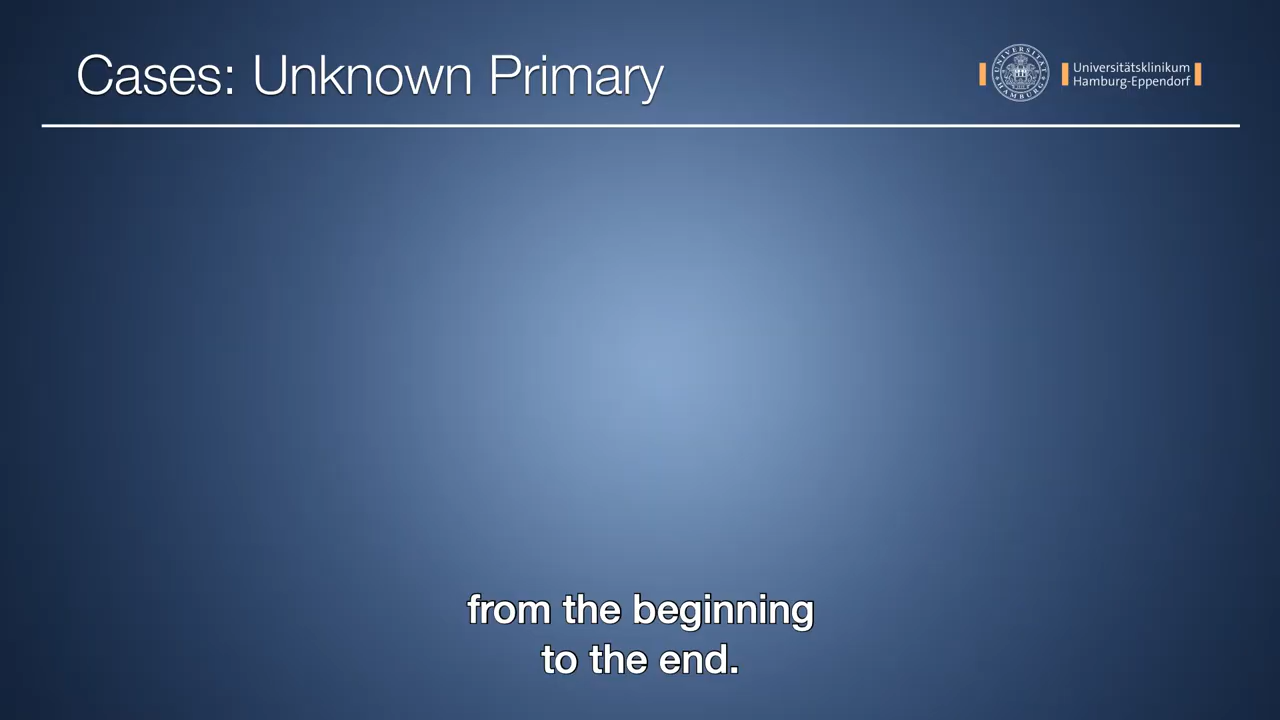 Cases: Unknown Primary
Universitätsklinikum
Hamburg-Eppendorf
from the beginning
to the end.